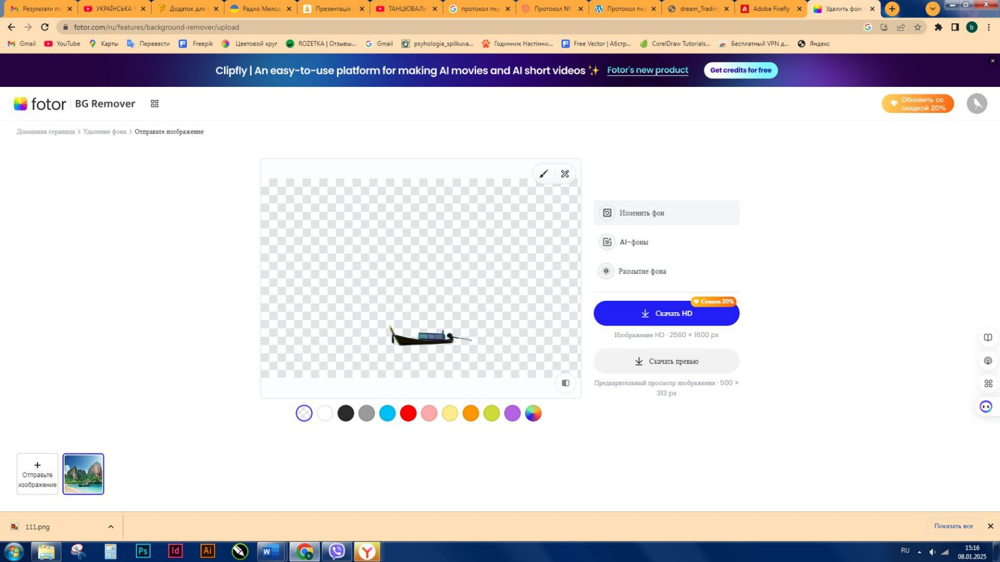 Результати по
УКРАЇНСЬКА М
Додаток для
Радио Мелод
Презентація
ТАНЦЮВАЛЬ
протокол пед
Протокол №
Протокол пе
dream_Tradin
Adobe Firefly
Удалить фон:
fotor.com/ru/features/background-remover/upload
b
Gmail
YouTube
Карты
Перевести
Freepik
Цветовой круг
ROZETKA | Отзывы...
Gmail
psyhologia_spilkuva...
Годинник Настінни...
Free Vector | Абстр...
CorelDraw Tutorials...
Бесплатный VPN д...
Яндекс
Clipfly | An easy-to-use platform for making AI movies and AI short videos ✨ Fotor's new product
Get credits for free
fotor
BG Remover
Обновить со
скидкой 20%
Домашняя страница > Удаление фона > Отправьте изображение
Изменить фон
AI-фоны
Размытие фона
Скидка 20%
Скачать HD
Изображение HD · 2560 × 1600 px
Скачать превью
Предварительный просмотр изображения · 500 ×
313 px
+
Отправьте
изображение
111.png
Показать все
Ps
Id
Ai
W
RU
15:16
08.01.2025